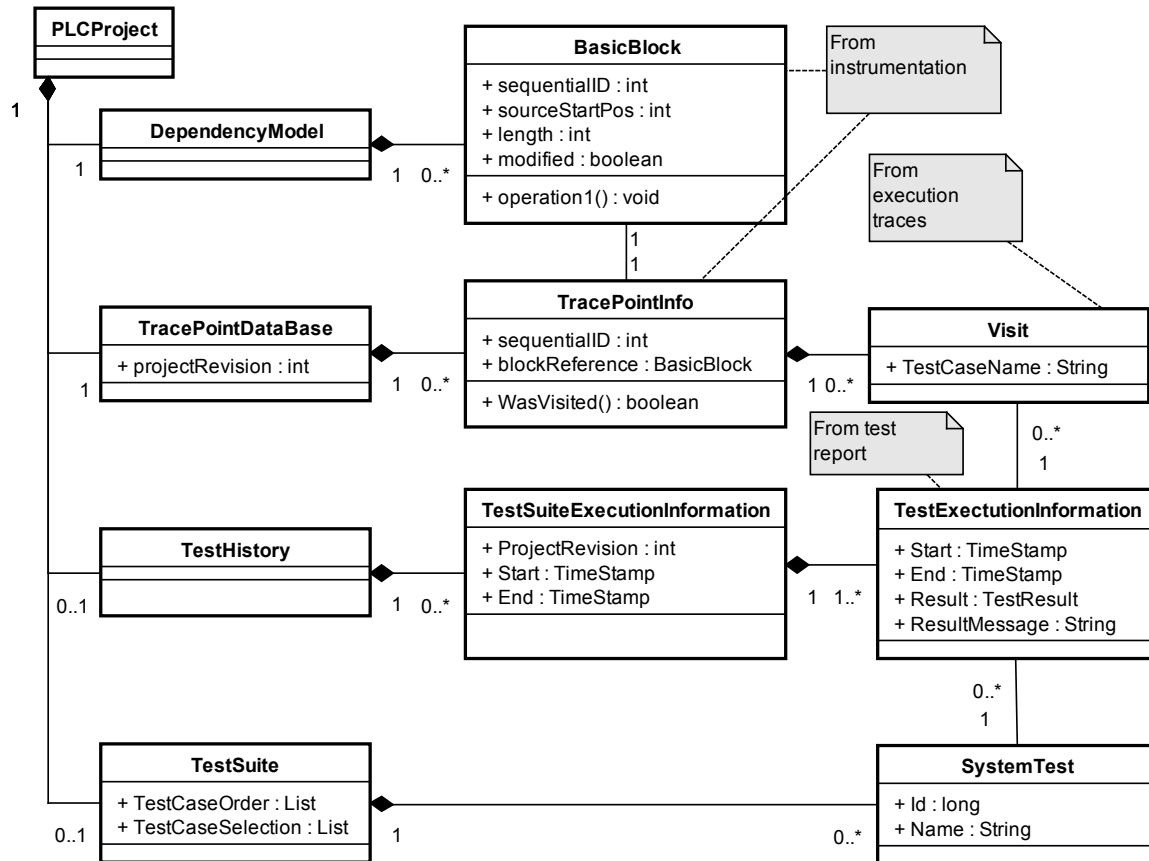 PLCProject
1
DependencyModel
1
1 0..*
BasicBlock
+ sequentialID : int
+ sourceStartPos : int
+ length : int
+ modified : boolean
+ operation1() : void
From
instrumentation
From
execution
traces
1
1
TracePointDataBase
+ projectRevision : int
1
1 0..*
TracePointInfo
+ sequentialID : int
+ blockReference : BasicBlock
+ WasVisited() : boolean
1 0..*
Visit
+ TestCaseName : String
From test
report
0..*
1
TestHistory
0..1
1 0..*
TestSuiteExecutionInformation
+ ProjectRevision : int
+ Start : TimeStamp
+ End : TimeStamp
1 1..*
TestExectutionInformation
+ Start : TimeStamp
+ End : TimeStamp
+ Result : TestResult
+ ResultMessage : String
0..*
1
TestSuite
+ TestCaseOrder : List
+ TestCaseSelection : List
0..1
1
0..*
SystemTest
+ Id : long
+ Name : String